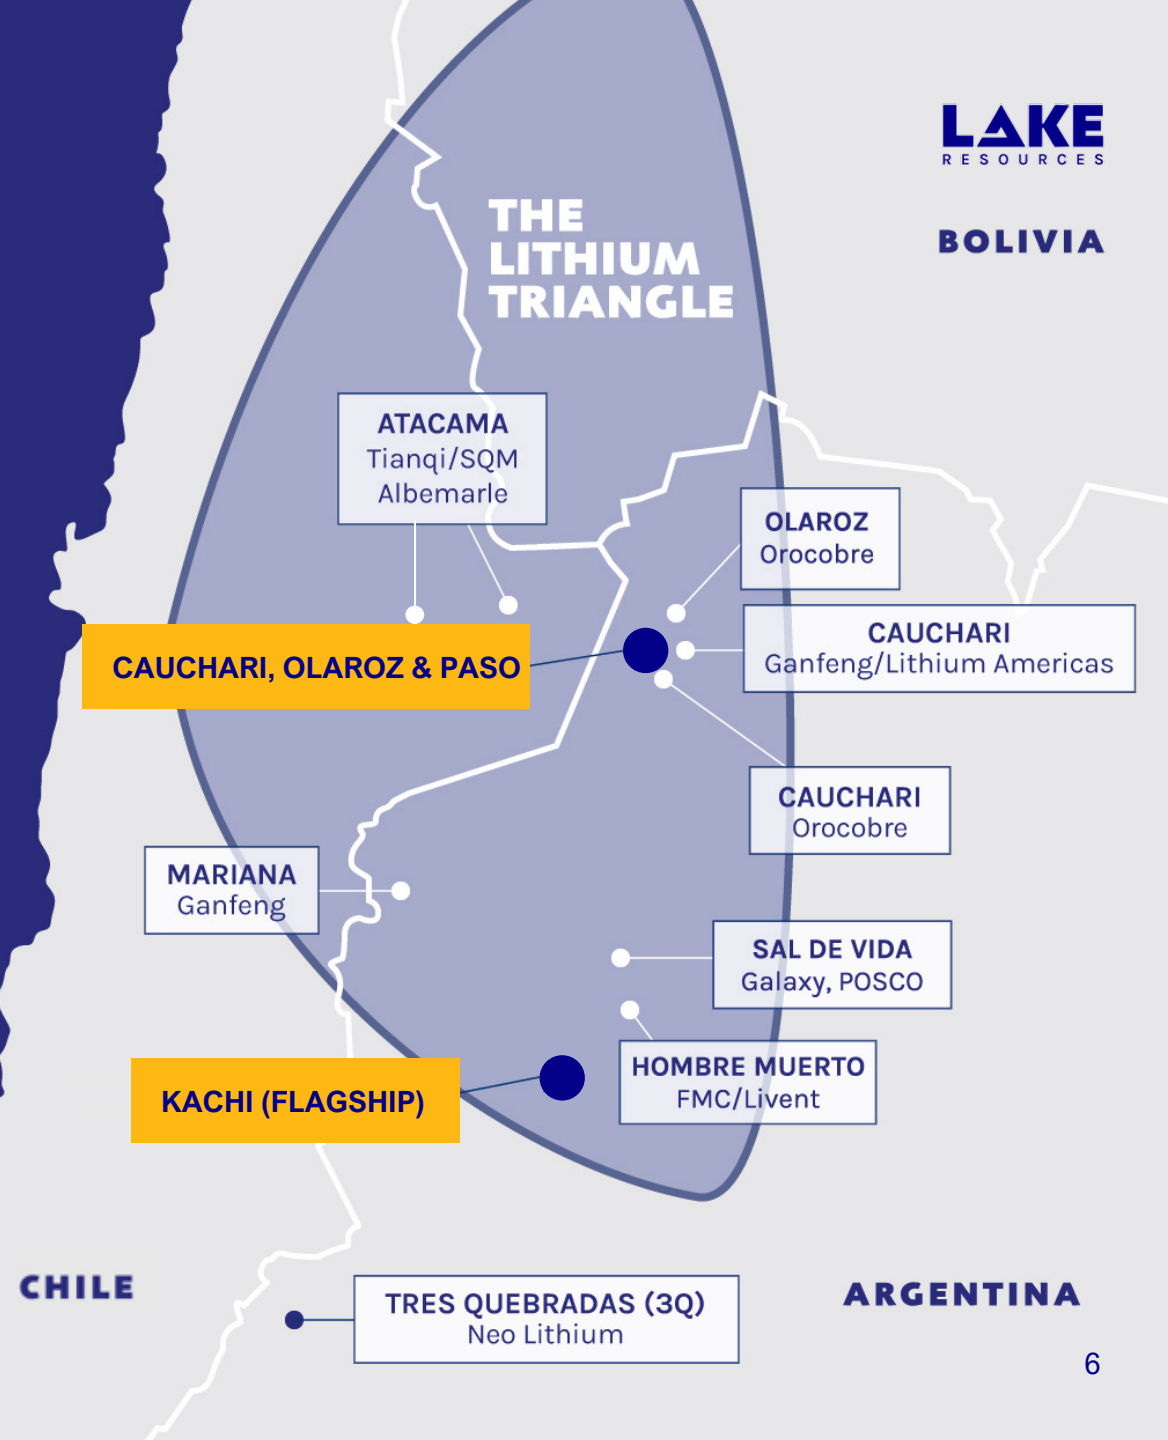 LAKE
RESOURCES
BOLIVIA
THE
LITHIUM
TRIANGLE
ATACAMA
Tianqi/SQM
Albemarle
OLAROZ
Orocobre
CAUCHARI
Ganfeng/Lithium Americas
CAUCHARI, OLAROZ & PASO
CAUCHARI
Orocobre
MARIANA
Ganfeng
SAL DE VIDA
Galaxy, POSCO
HOMBRE MUERTO
FMC/Livent
KACHI (FLAGSHIP)
CHILE
ARGENTINA
TRES QUEBRADAS (3Q)
Neo Lithium
6